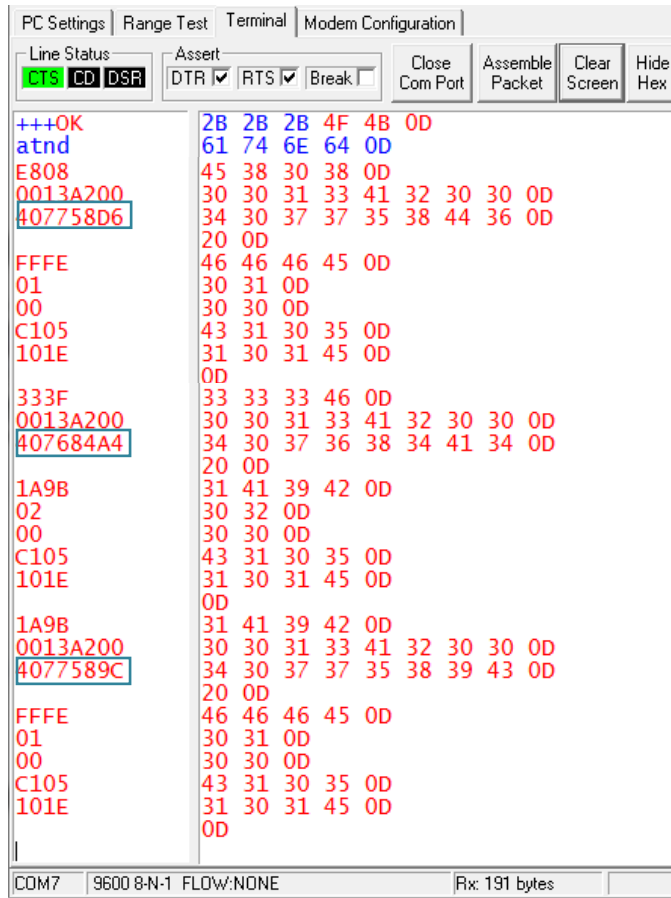 PC Settings Range Test Terminal Modem Configuration
Line Status Assert
CTS CD DSR DTR RTS Break Close Com Port Assemble Packet Clear Screen Hide Hex
+++OK 2B 2B 2B 4F 4B 0D
atnd 61 74 6E 64 0D
E808 45 38 30 38 0D
0013A200 30 30 31 33 41 32 30 30 0D
407758D6 34 30 37 37 35 38 44 36 0D
20 0D
FFFE 46 46 46 45 0D
01 30 31 0D
00 30 30 0D
C105 43 31 30 35 0D
101E 31 30 31 45 0D
0D
333F 33 33 33 46 0D
0013A200 30 30 31 33 41 32 30 30 0D
407684A4 34 30 37 36 38 34 41 34 0D
20 0D
1A9B 31 41 39 42 0D
02 30 32 0D
00 30 30 0D
C105 43 31 30 35 0D
101E 31 30 31 45 0D
0D
1A9B 31 41 39 42 0D
0013A200 30 30 31 33 41 32 30 30 0D
4077589C 34 30 37 37 35 38 39 43 0D
20 0D
FFFE 46 46 46 45 0D
01 30 31 0D
00 30 30 0D
C105 43 31 30 35 0D
101E 31 30 31 45 0D
0D
COM7 9600 8-N-1 FLOW:NONE Rx: 191 bytes